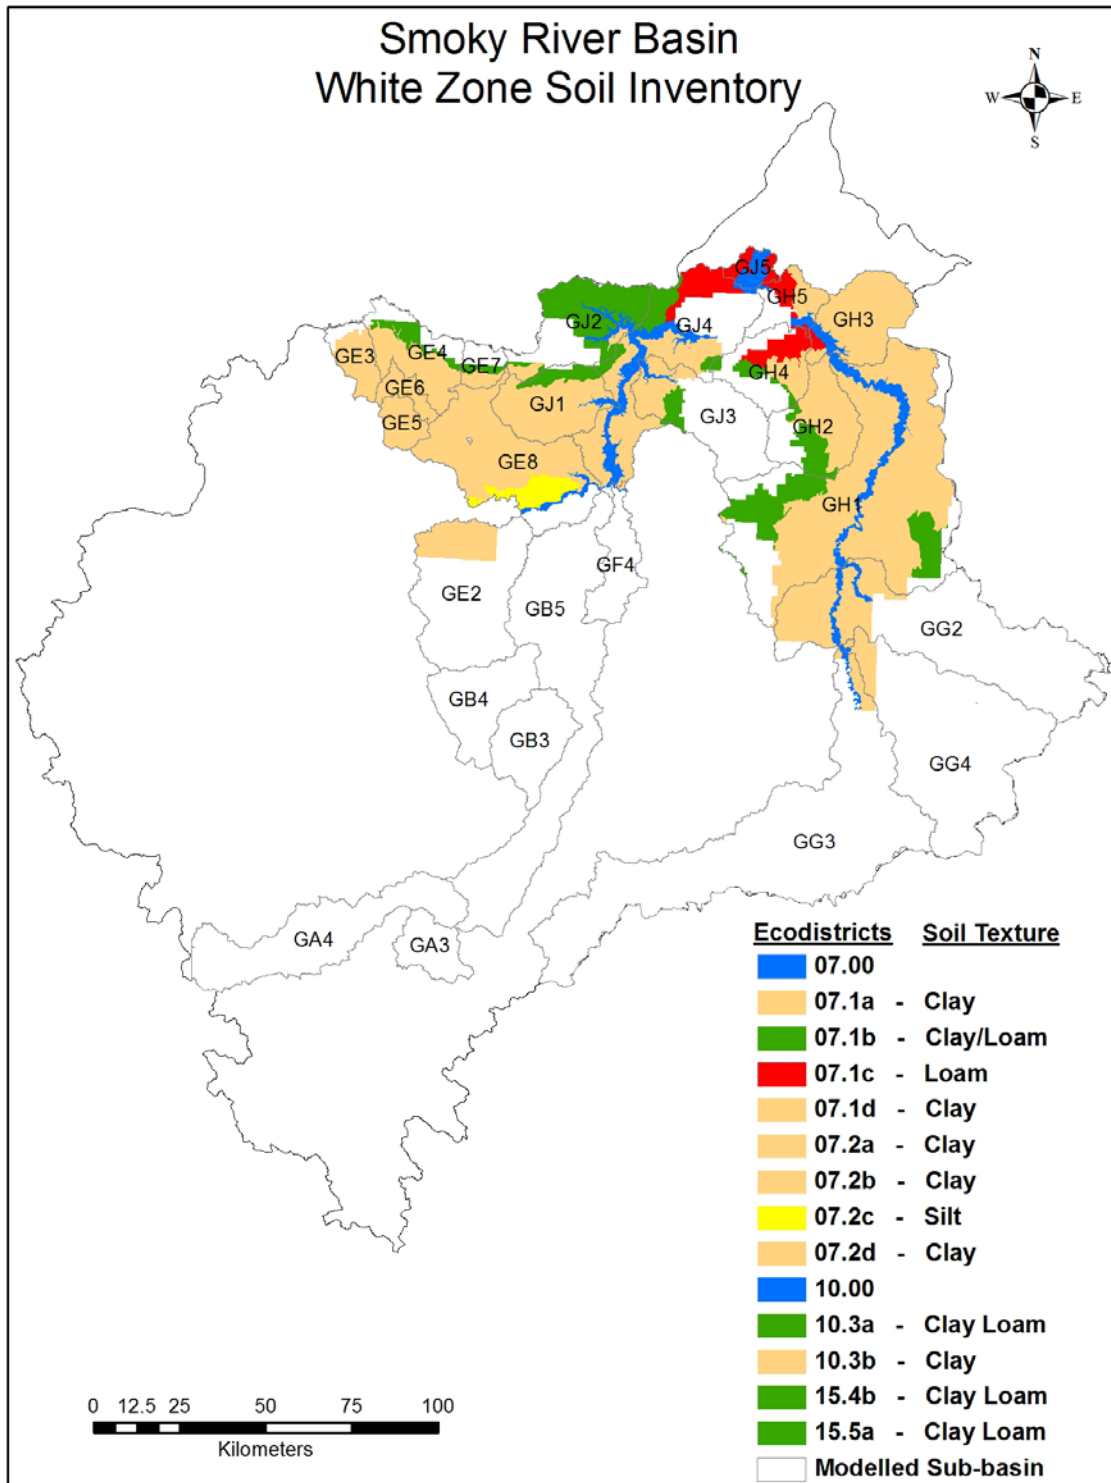 Smoky River Basin
White Zone Soil Inventory
N
W E
S
GJ5
GH5
GH3
GJ2
GJ4
GE3
GE4
GE7
GH4
GE6
GJ1
GJ3
GE5
GH2
GE8
GH1
GF4
GE2
GB5
GG2
GB4
GB3
GG4
GG3
GA4
GA3
Ecodistricts Soil Texture
07.00
07.1a - Clay
07.1b - Clay/Loam
07.1c - Loam
07.1d - Clay
07.2a - Clay
07.2b - Clay
07.2c - Silt
07.2d - Clay
10.00
10.3a - Clay Loam
10.3b - Clay
15.4b - Clay Loam
15.5a - Clay Loam
Modelled Sub-basin
0 12.5 25 50 75 100
Kilometers